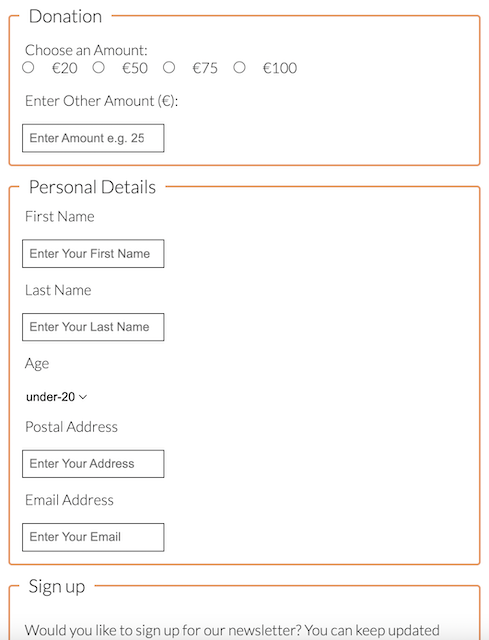 Donation
Choose an Amount:
€20 €50 €75 €100
Enter Other Amount (€):
Enter Amount e.g. 25
Personal Details
First Name
Enter Your First Name
Last Name
Enter Your Last Name
Age
under-20
Postal Address
Enter Your Address
Email Address
Enter Your Email
Sign up
Would you like to sign up for our newsletter? You can keep updated